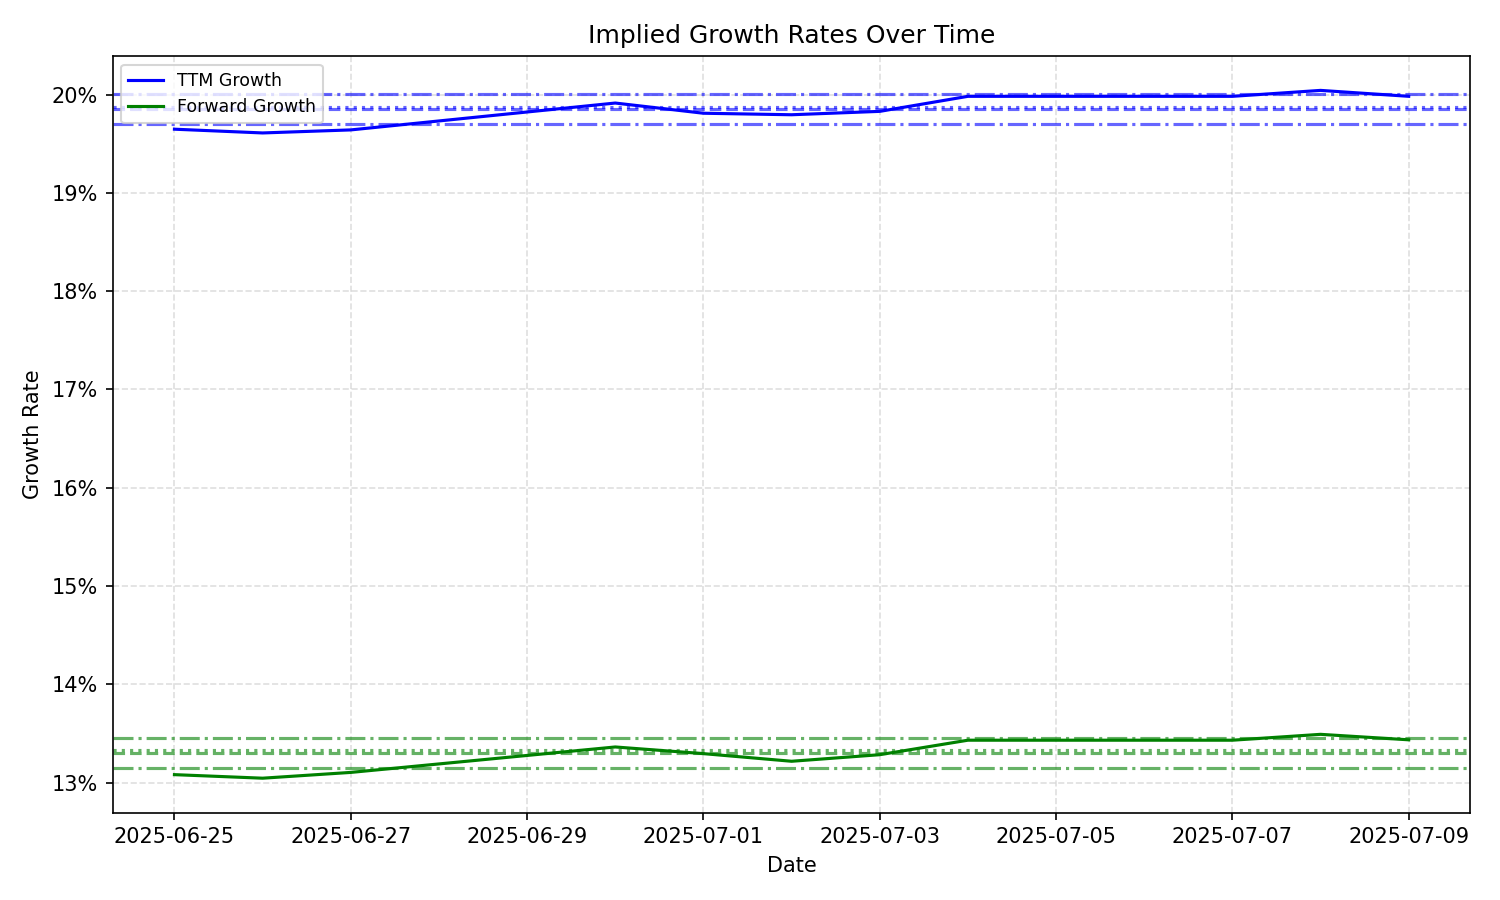 Implied Growth Rates Over Time
TTM Growth
Forward Growth
20%
19%
18%
17%
16%
15%
14%
13%
Growth Rate
2025-06-25 2025-06-27 2025-06-29 2025-07-01 2025-07-03 2025-07-05 2025-07-07 2025-07-09
Date